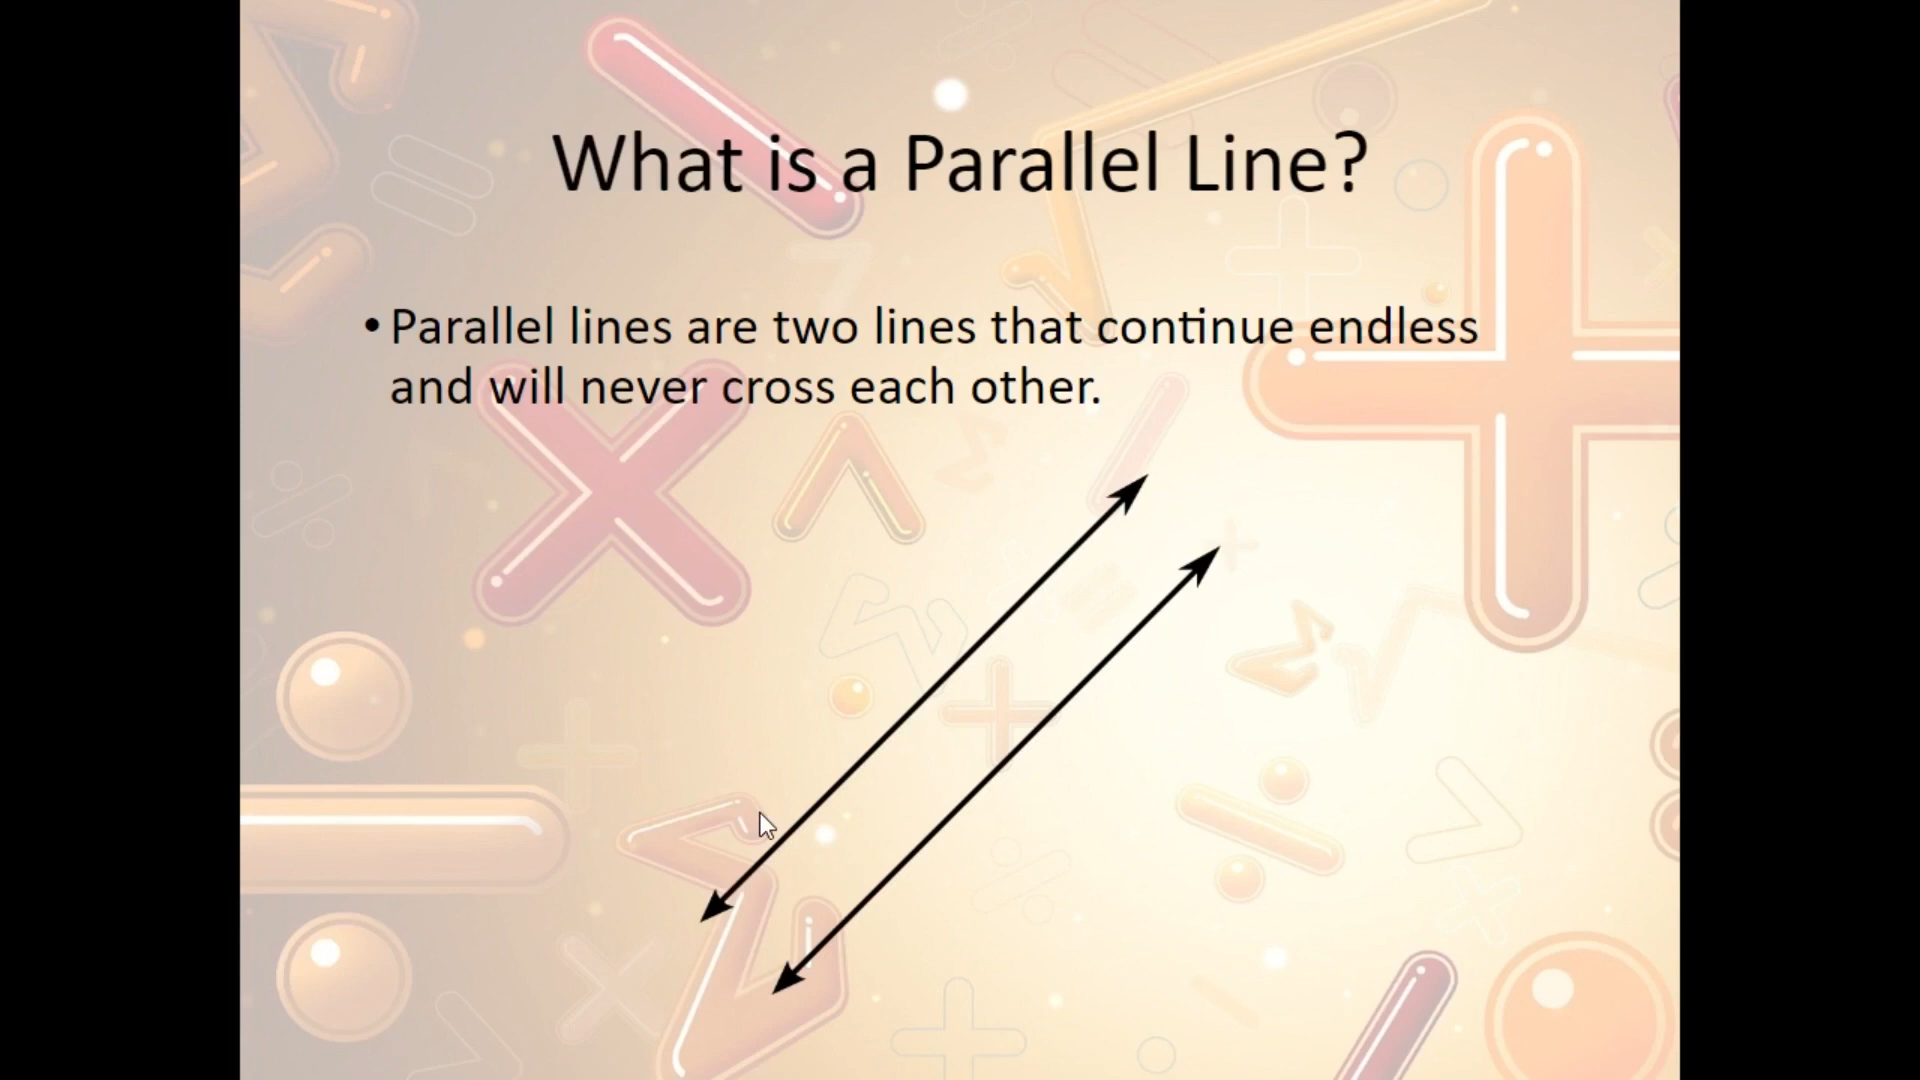 What is a Parallel Line?
• Parallel lines are two lines that continue endless
and will never cross each other.